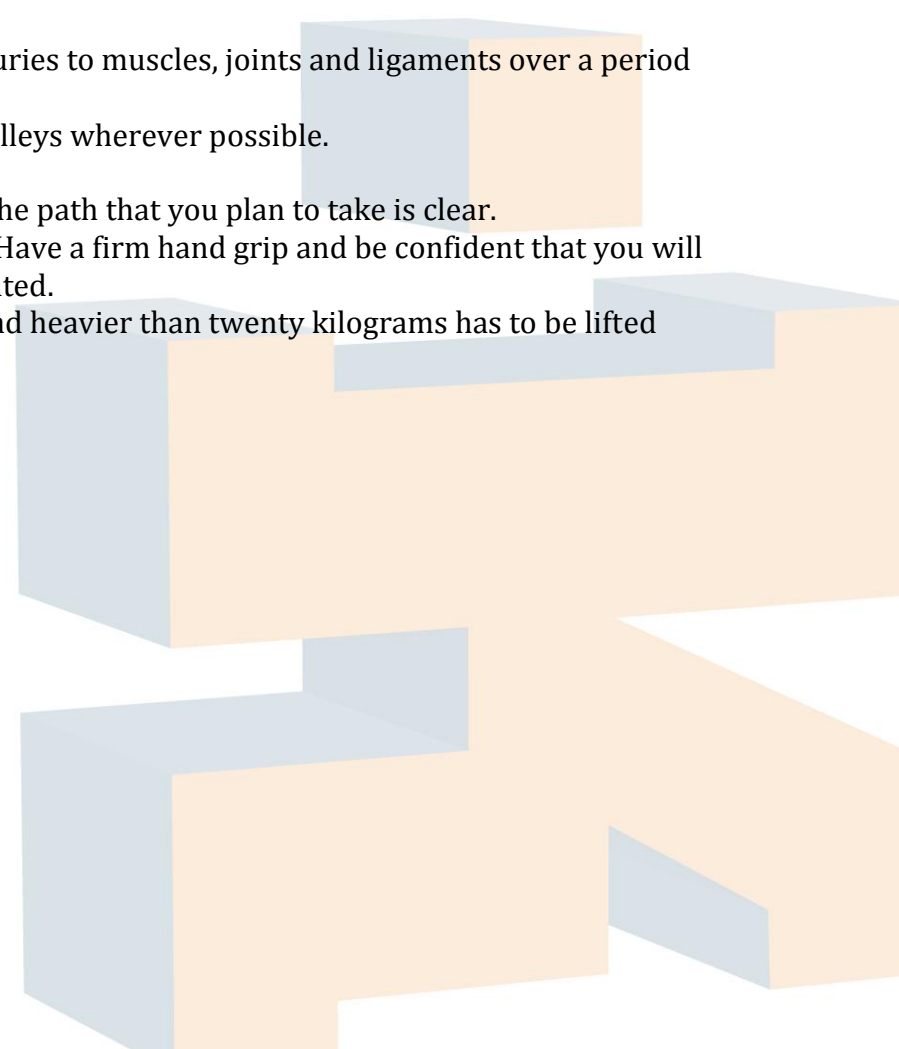 uries to muscles, joints and ligaments over a period
lleys wherever possible.
he path that you plan to take is clear.
Have a firm hand grip and be confident that you will
ted.
d heavier than twenty kilograms has to be lifted